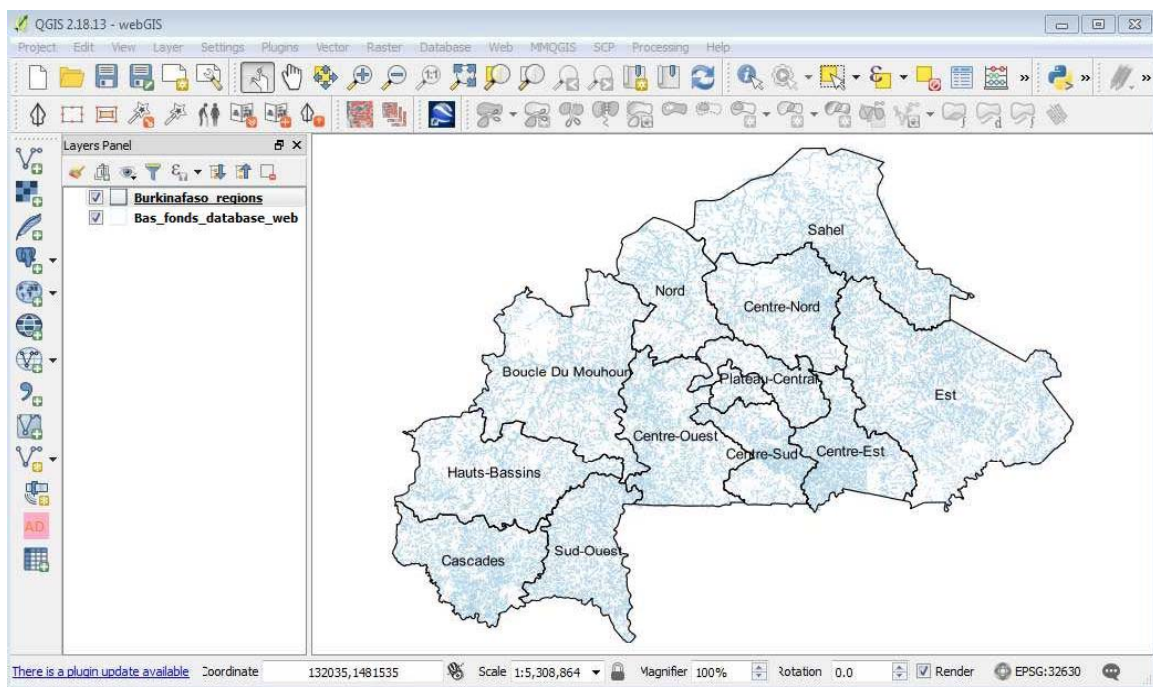 QGIS 2.18.13 - webGIS
Project Edit View Layer Settings Plugins Vector Raster Database Web MMQGIS SCP Processing Help
1:1
» »
»
Layers Panel
Burkinafaso_regions
Bas_fonds_database_web
AD
Sahel
Nord
Centre-Nord
Boucle Du Mouhoun
Plateau-Central
Est
Centre-Ouest
Centre-Sud
Centre-Est
Hauts-Bassins
Cascades
Sud-Ouest
There is a plugin update available Coordinate 132035,1481535 Scale 1:5,308,864 Magnifier 100% Rotation 0.0 Render EPSG:32630